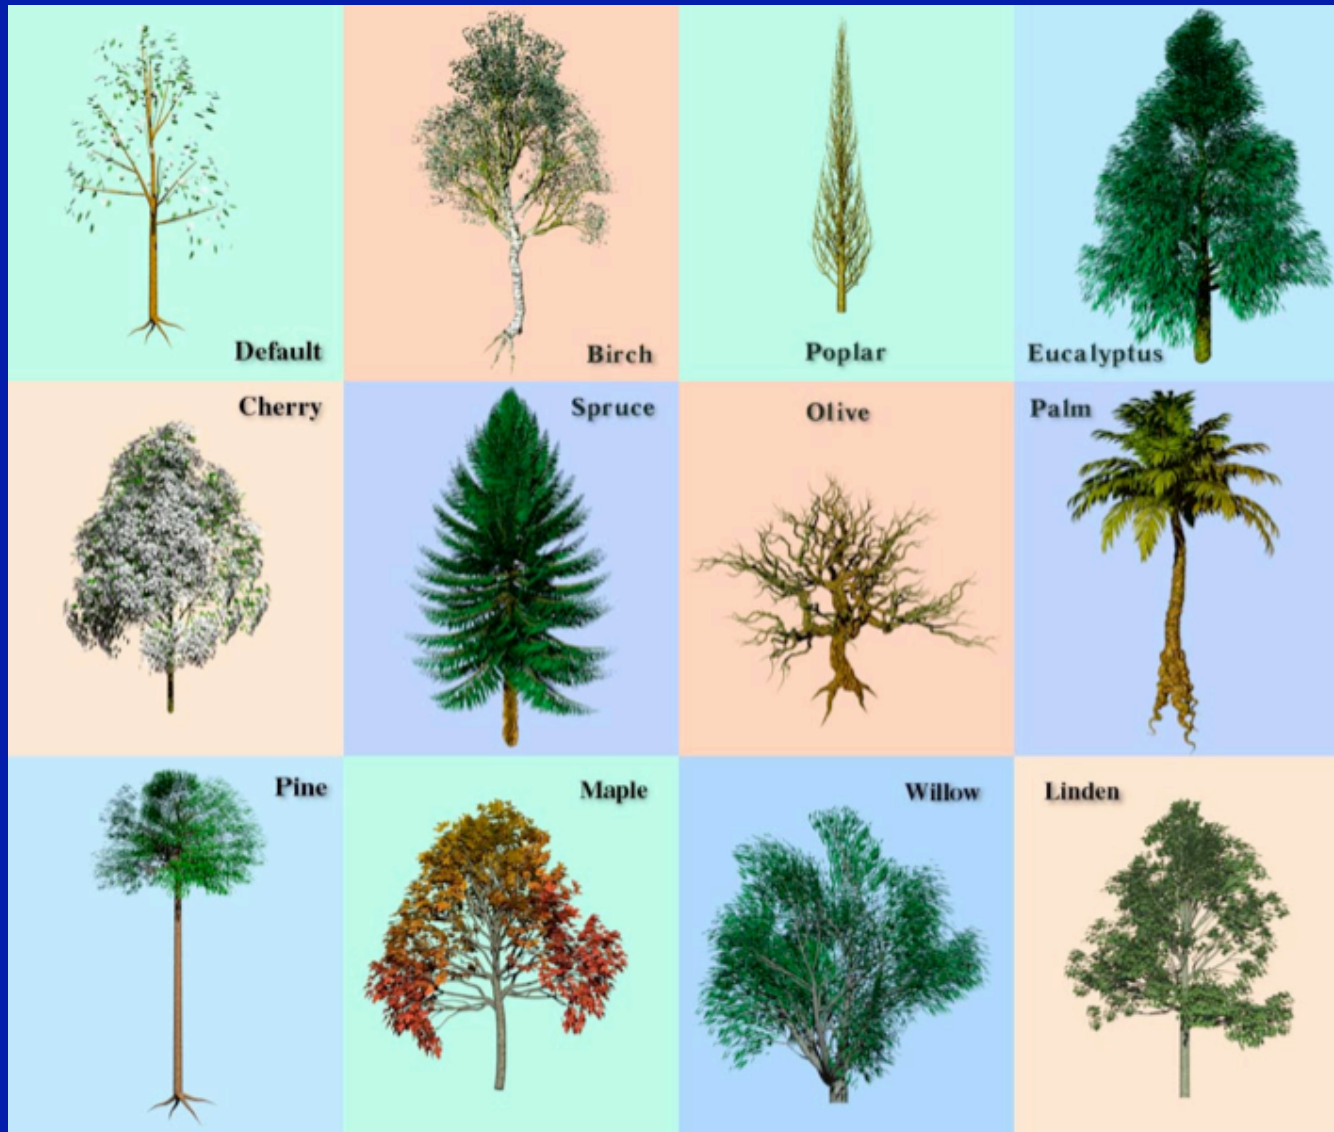 Default
Birch
Poplar
Eucalyptus
Cherry
Spruce
Olive
Palm
Pine
Maple
Willow
Linden